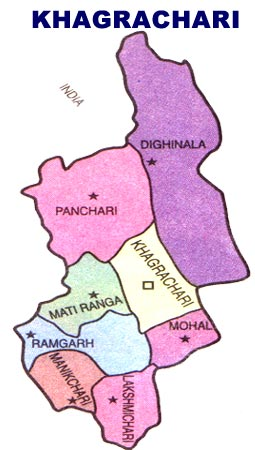 KHAGRACHARI
INDIA
DIGHINALA
PANCHARI
KHAGRACHARI
MATI RANGA
MOHAL
RAMGARH
MANIKCHARI
LAKSHMICHARI